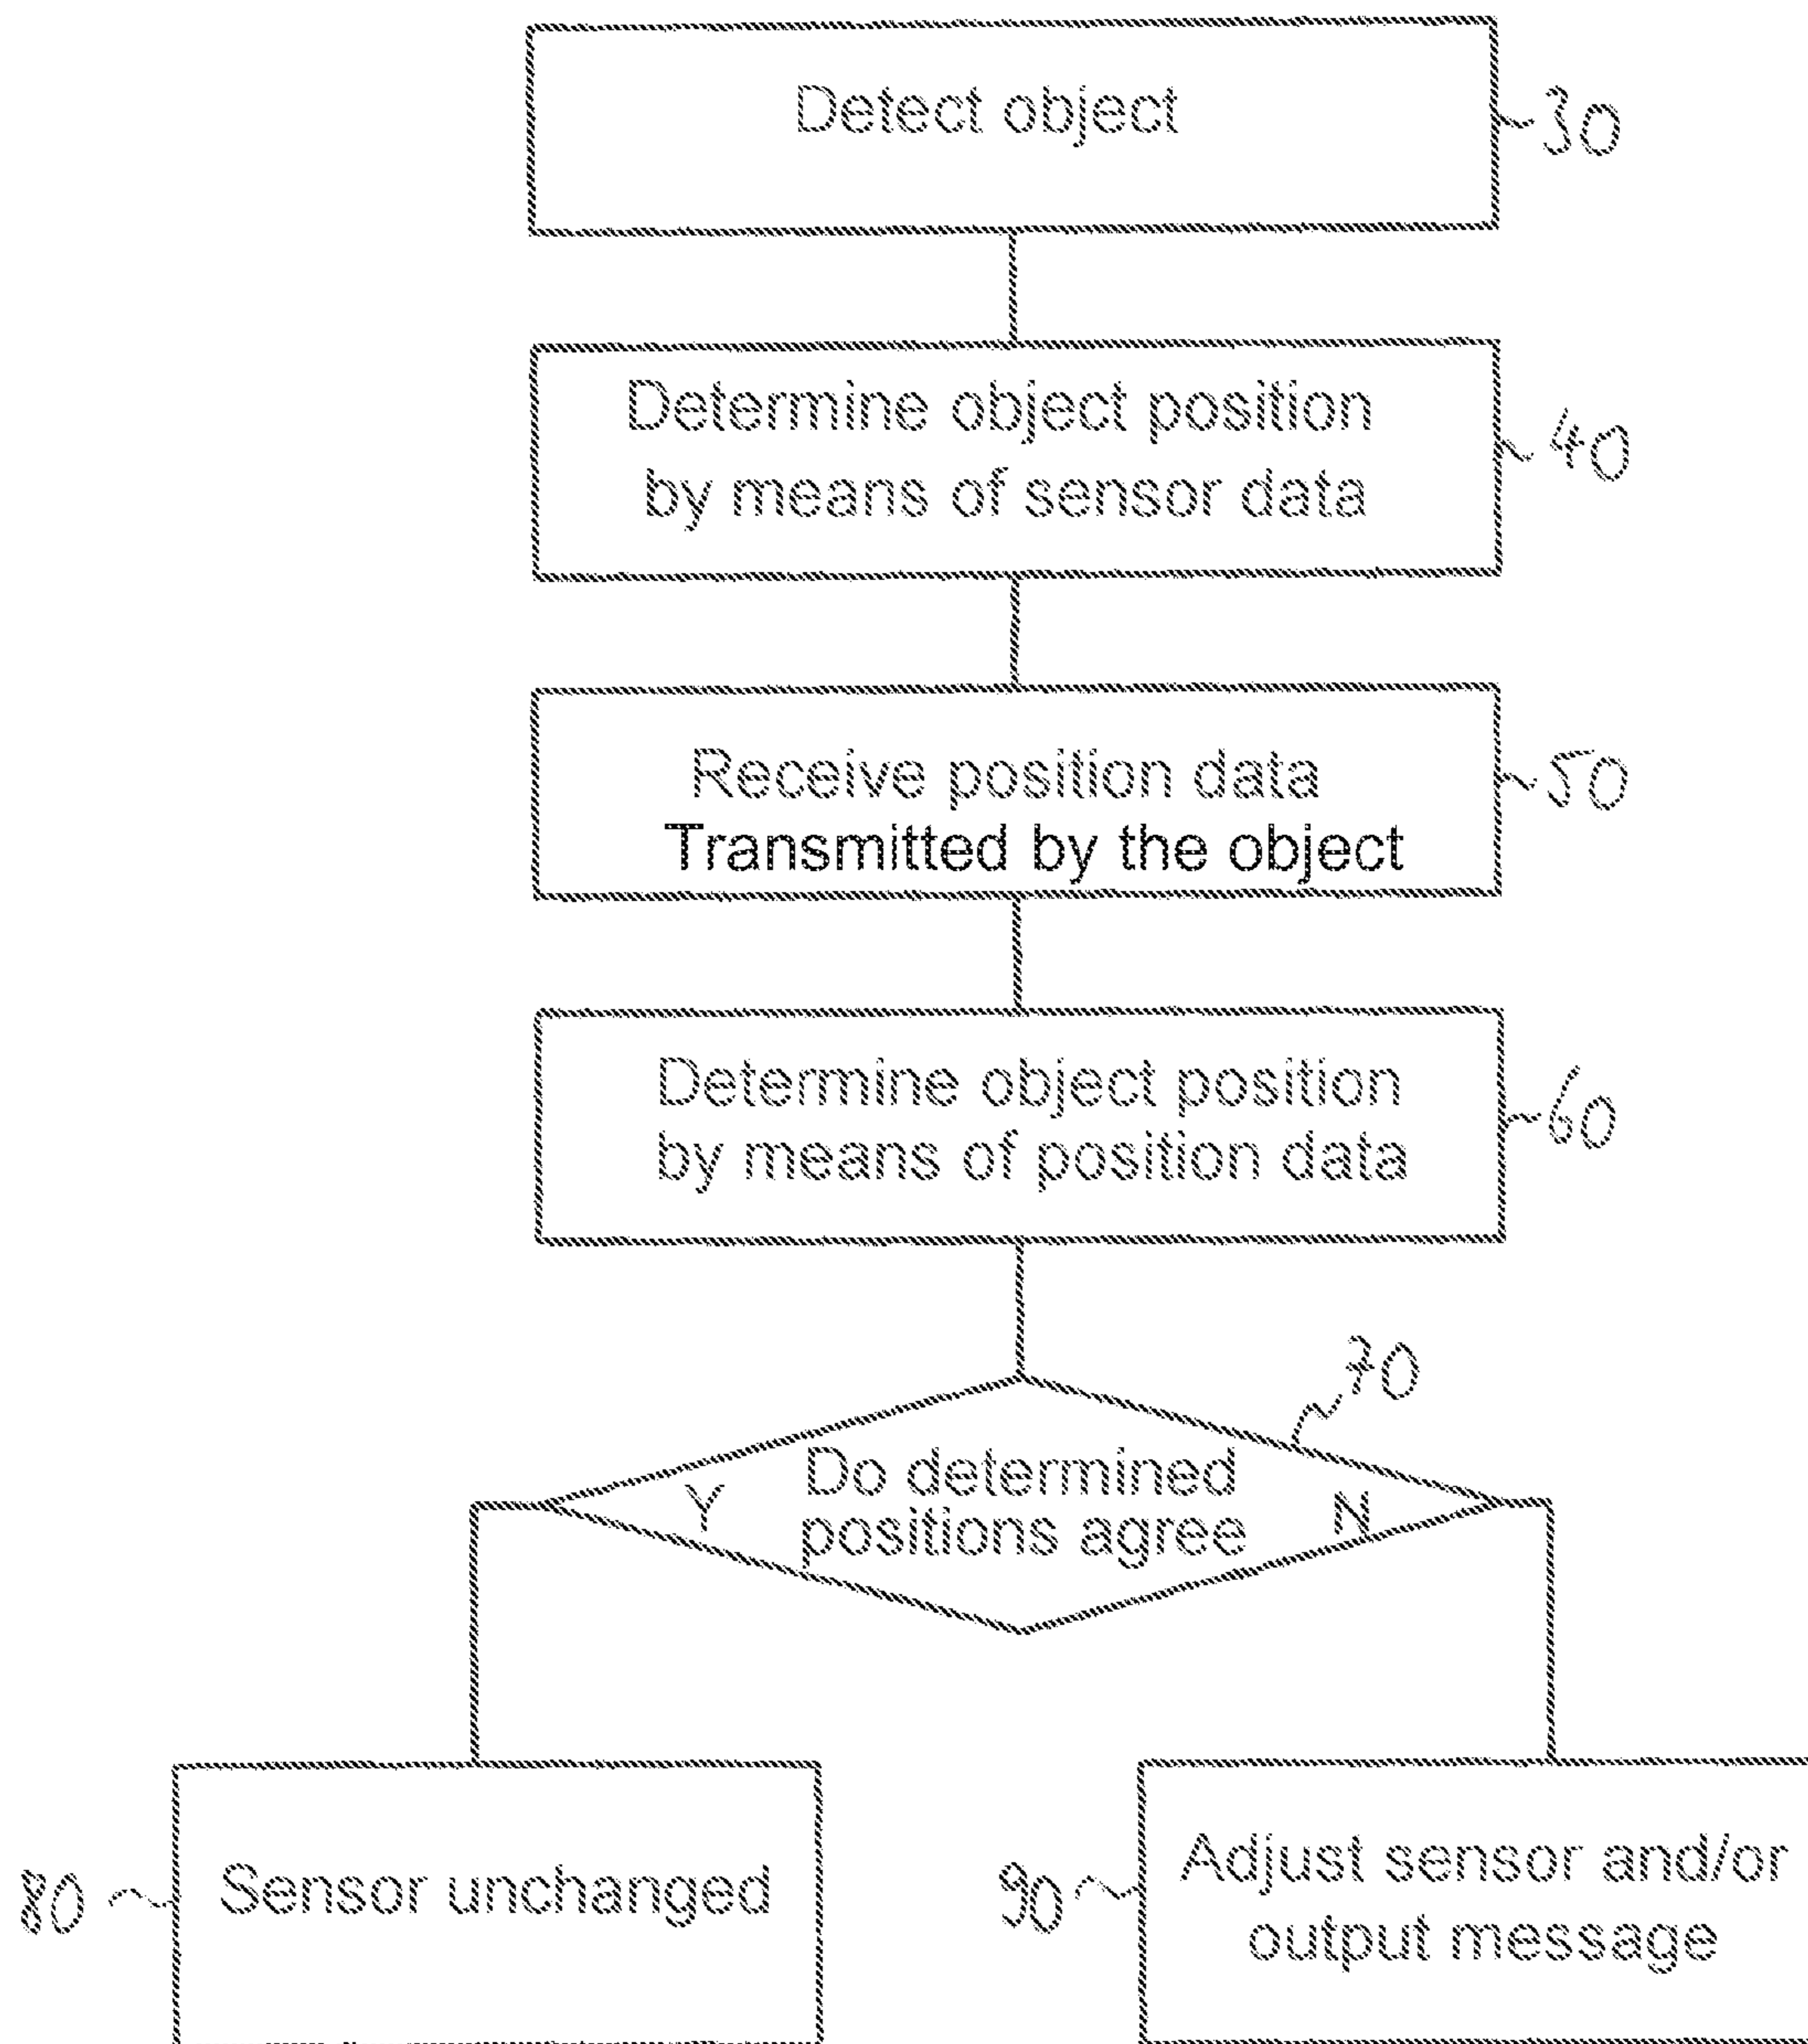 Detect object
30
Determine object position
by means of sensor data
40
Receive position data
Transmitted by the object
50
Determine object position
by means of position data
60
70
Do determined
positions agree
Y
N
80
Sensor unchanged
90
Adjust sensor and/or
output message